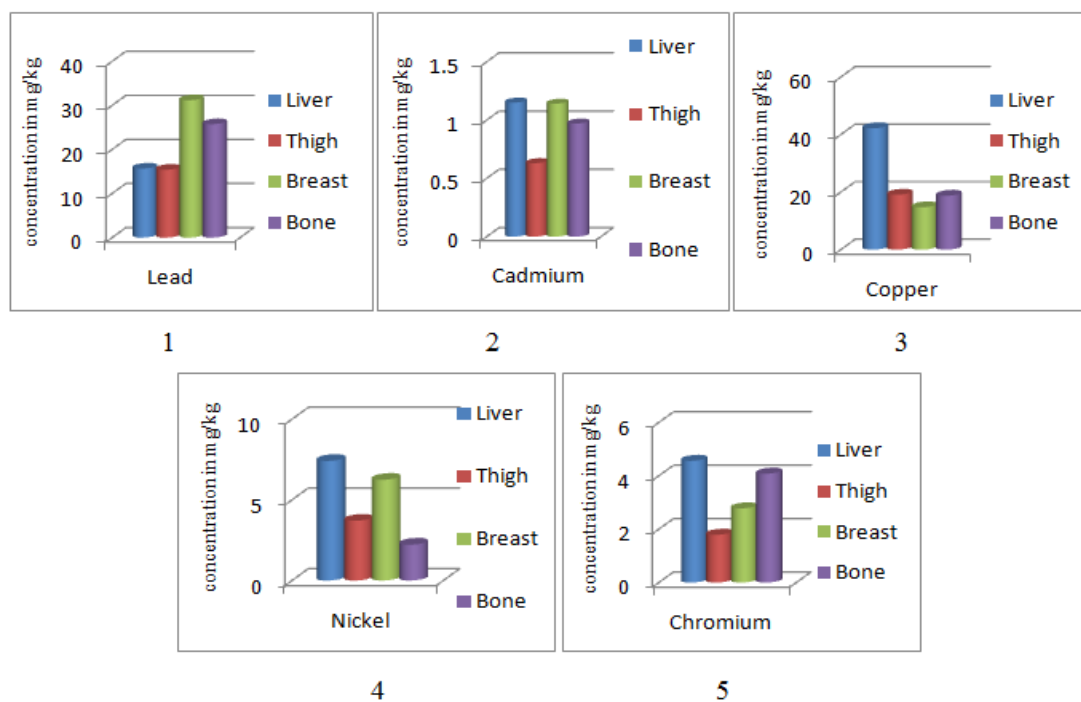 concentration in mg/kg
40
30
20
10
0
Liver
Thigh
Breast
Bone
Lead
1
concentration in mg/kg
1.5
1
0.5
0
Liver
Thigh
Breast
Bone
Cadmium
2
concentration in mg/kg
60
40
20
0
Liver
Thigh
Breast
Bone
Copper
3
concentration in mg/kg
10
5
0
Liver
Thigh
Breast
Bone
Nickel
4
concentration in mg/kg
6
4
2
0
Liver
Thigh
Breast
Bone
Chromium
5